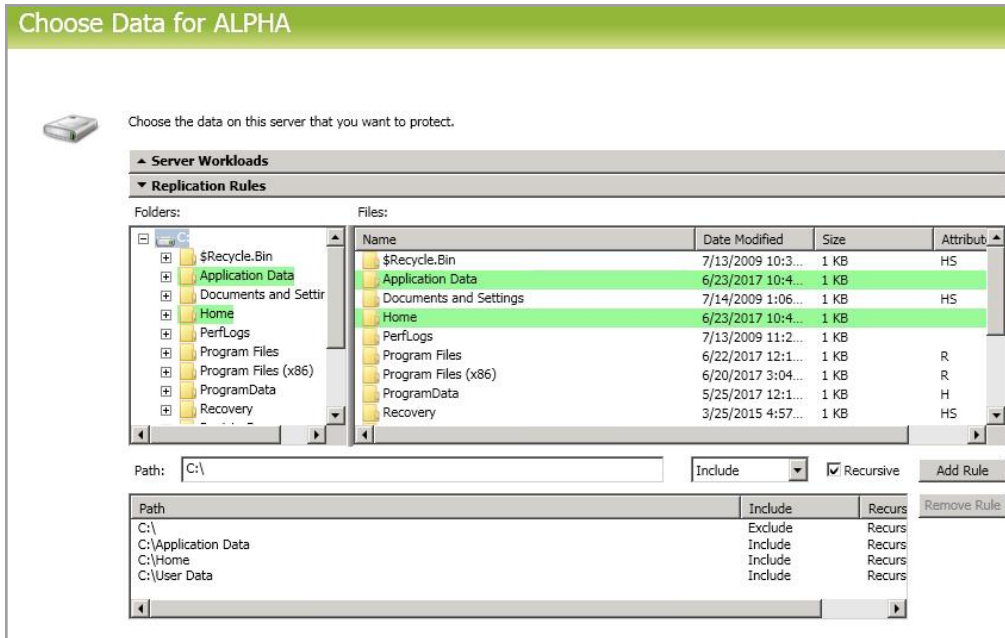 Choose Data for ALPHA
Choose the data on this server that you want to protect.
Server Workloads
Replication Rules
Folders: Files:
C: Name Date Modified Size Attribut
$Recycle.Bin $Recycle.Bin 7/13/2009 10:3... 1 KB HS
Application Data Application Data 6/23/2017 10:4... 1 KB
Documents and Settir Documents and Settings 7/14/2009 1:06... 1 KB HS
Home Home 6/23/2017 10:4... 1 KB
PerfLogs PerfLogs 7/13/2009 11:2... 1 KB
Program Files Program Files 6/22/2017 12:1... 1 KB R
Program Files (x86) Program Files (x86) 6/20/2017 3:04... 1 KB R
ProgramData ProgramData 5/25/2017 12:1... 1 KB H
Recovery Recovery 3/25/2015 4:57... 1 KB HS
Path: C:\ Include Recursive Add Rule
Path Include Recurs Remove Rule
C:\ Exclude Recurs
C:\Application Data Include Recurs
C:\Home Include Recurs
C:\User Data Include Recurs